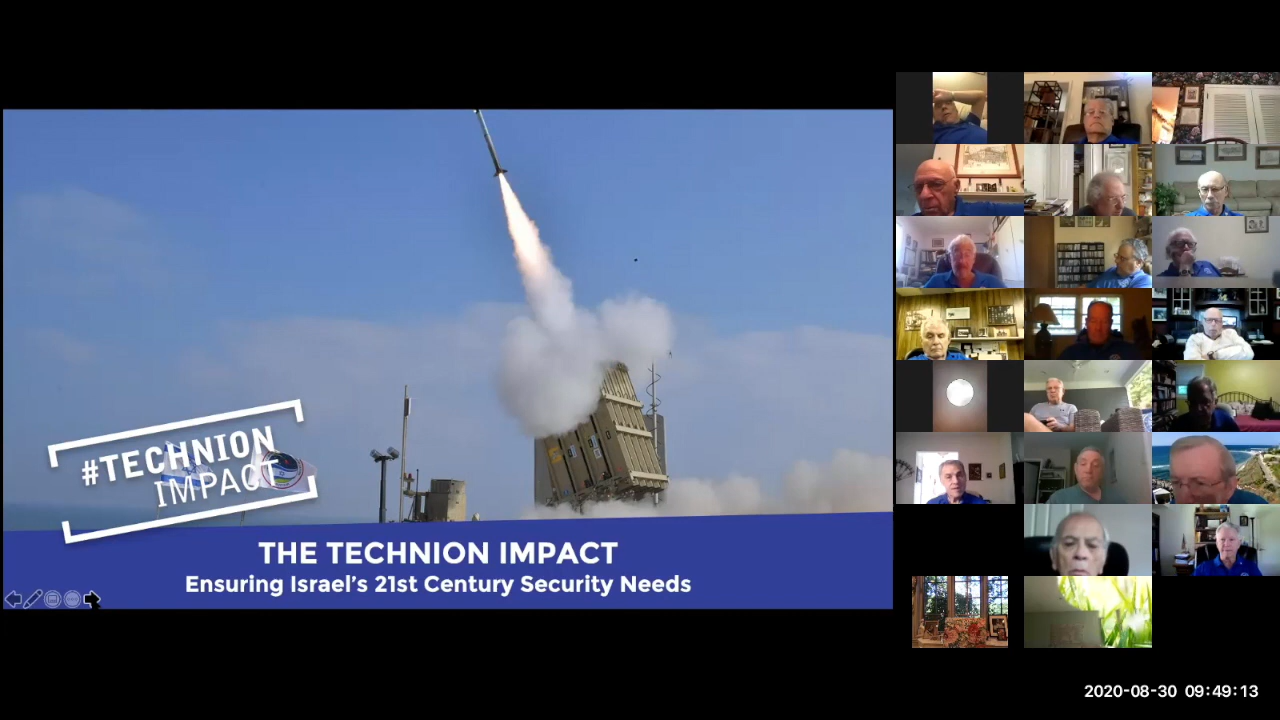 #TECHNION
IMPACT
THE TECHNION IMPACT
Ensuring Israel's 21st Century Security Needs
2020-08-30 09:49:13